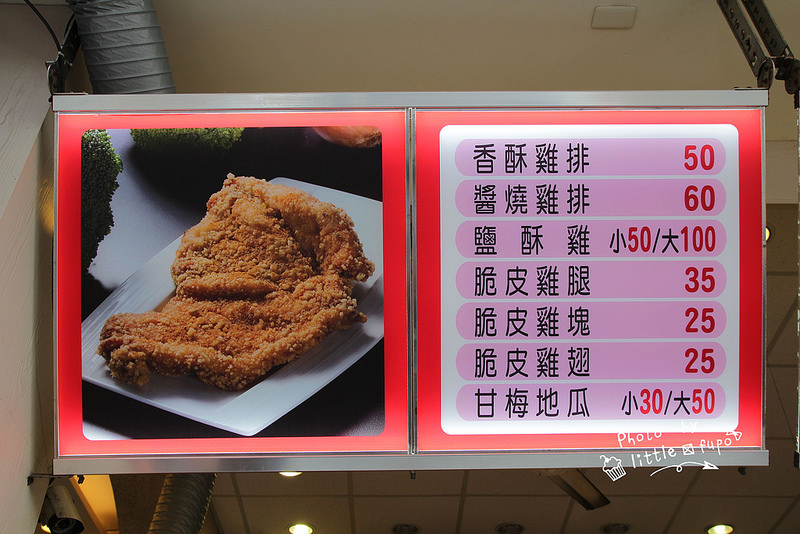 香酥雞排 50
醬燒雞排 60
鹽酥雞 小50/大100
脆皮雞腿 35
脆皮雞塊 25
脆皮雞翅 25
甘梅地瓜 小30/大50
Photo by
little fupo